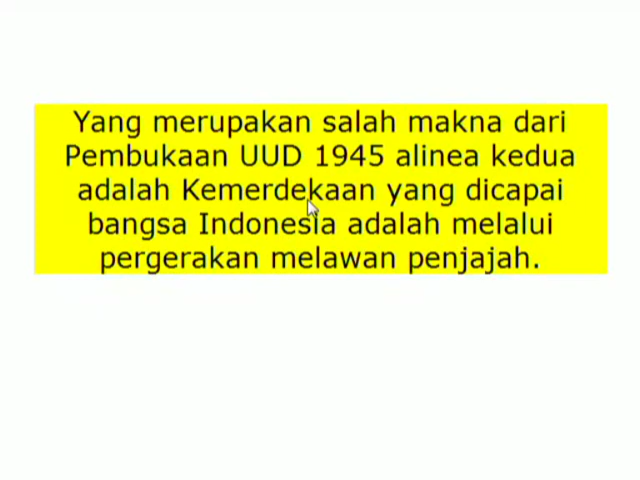 Yang merupakan salah makna dari
Pembukaan UUD 1945 alinea kedua
adalah Kemerdekaan yang dicapai
bangsa Indonesia adalah melalui
pergerakan melawan penjajah.